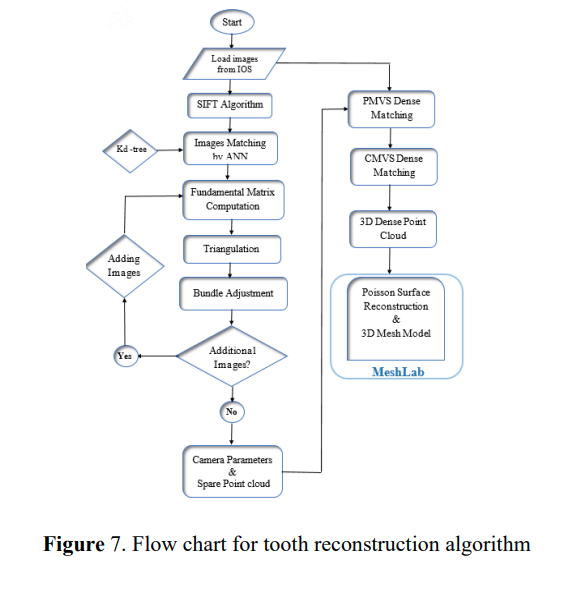 Start
Load images
from IOS
SIFT Algorithm
Kd -tree
Images Matching
by ANN
Fundamental Matrix
Computation
Triangulation
Adding
Images
Bundle Adjustment
Additional
Images?
Yes
No
Camera Parameters
&
Spare Point cloud
PMVS Dense
Matching
CMVS Dense
Matching
3D Dense Point
Cloud
Poisson Surface
Reconstruction
&
3D Mesh Model
MeshLab
Figure 7. Flow chart for tooth reconstruction algorithm